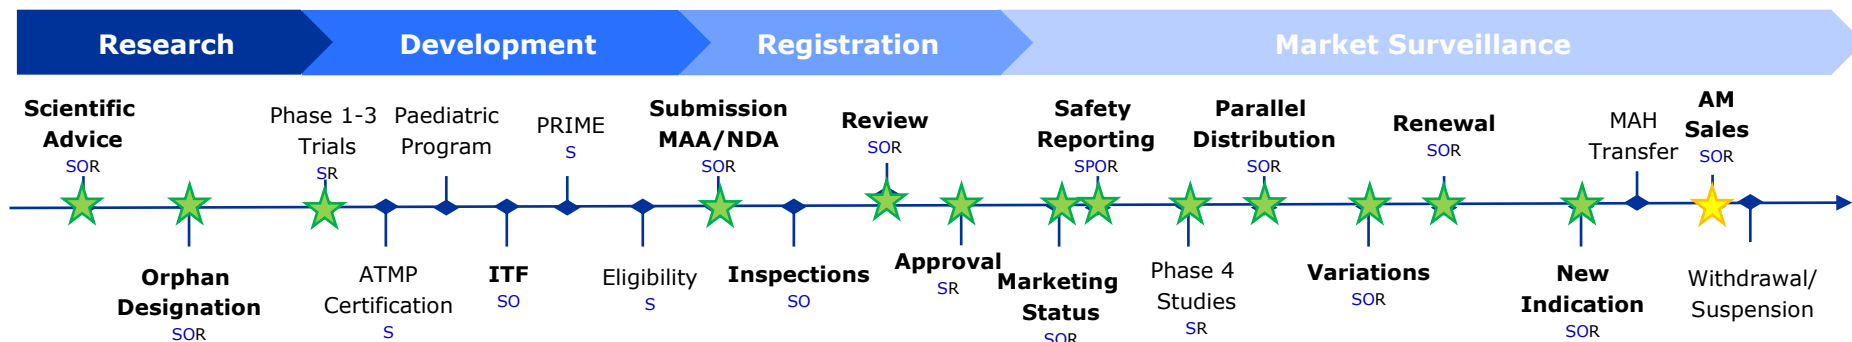 Research
Development
Registration
Market Surveillance
Scientific
Advice
SOR
Orphan
Designation
SOR
Phase 1-3
Trials
SR
ATMP
Certification
S
Paediatric
Program
ITF
SO
PRIME
S
Eligibility
S
Submission
MAA/NDA
SOR
Inspections
SO
Review
SOR
Approval
SR
Marketing
Status
SOR
Safety
Reporting
SPOR
Phase 4
Studies
SR
Parallel
Distribution
SOR
Variations
SOR
Renewal
SOR
New
Indication
SOR
MAH
Transfer
AM
Sales
SOR
Withdrawal/
Suspension